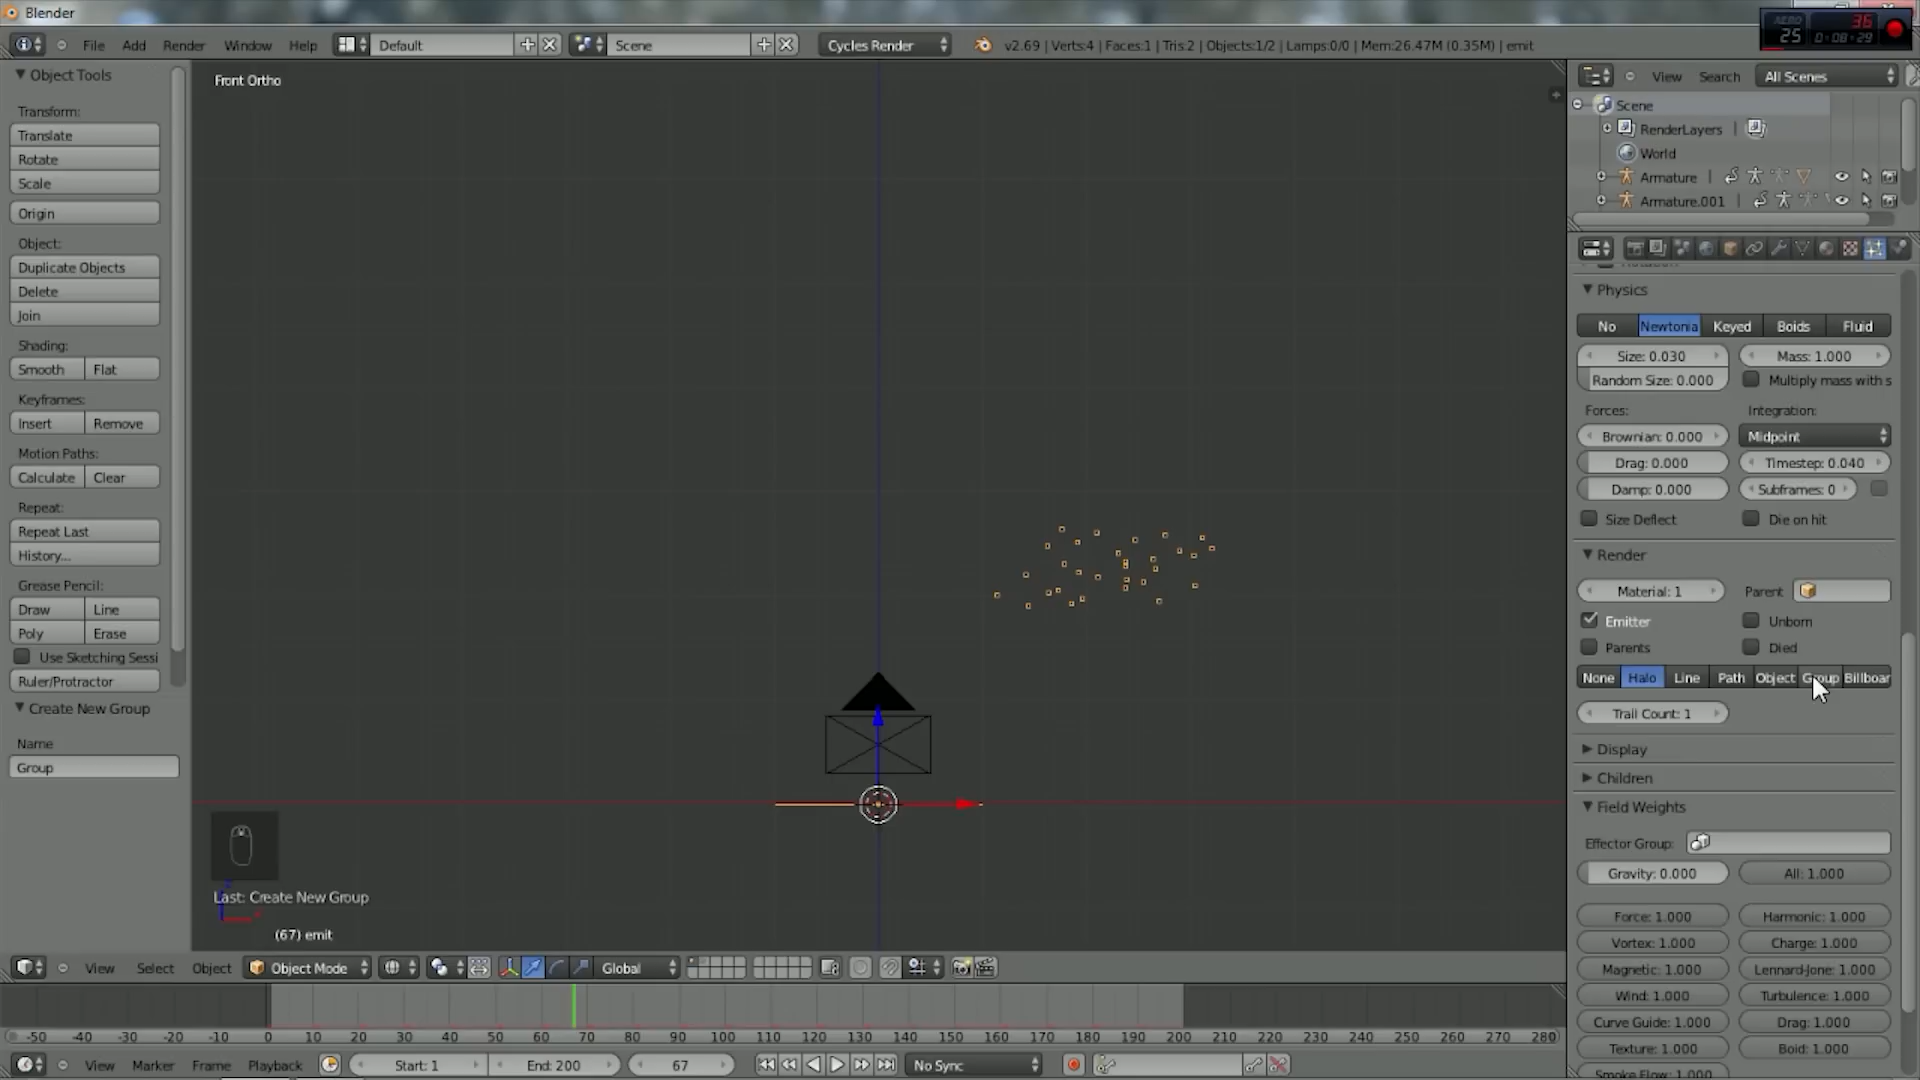 Blender
File Add Render Window Help Default Scene Cycles Render v2.69 | Verts:4 | Faces:1 | Tris:2 | Objects:1/2 | Lamps:0/0 | Mem:26.47M (0.35M) | emit
AERO 25 36 0:08:29
Object Tools
Transform:
Translate
Rotate
Scale
Origin
Object:
Duplicate Objects
Delete
Join
Shading:
Smooth Flat
Keyframes:
Insert Remove
Motion Paths:
Calculate Clear
Repeat:
Repeat Last
History...
Grease Pencil:
Draw Line
Poly Erase
Use Sketching Sessi
Ruler/Protractor
Create New Group
Name
Group
Front Ortho
Last: Create New Group
(67) emit
View Search All Scenes
Scene
RenderLayers |
World
Armature |
Armature.001 |
Physics
No Newtonia Keyed Boids Fluid
Size: 0.030 Mass: 1.000
Random Size: 0.000 Multiply mass with s
Forces: Integration:
Brownian: 0.000 Midpoint
Drag: 0.000 Timestep: 0.040
Damp: 0.000 Subframes: 0
Size Deflect Die on hit
Render
Material: 1 Parent
Emitter Unborn
Parents Died
None Halo Line Path Object Group Billboar
Trail Count: 1
Display
Children
Field Weights
Effector Group:
Gravity: 0.000 All: 1.000
Force: 1.000 Harmonic: 1.000
Vortex: 1.000 Charge: 1.000
Magnetic: 1.000 Lennard-Jone: 1.000
Wind: 1.000 Turbulence: 1.000
Curve Guide: 1.000 Drag: 1.000
Texture: 1.000 Boid: 1.000
Smoke Flow: 1.000
View Select Object Object Mode Global
-50 -40 -30 -20 -10 0 10 20 30 40 50 60 70 80 90 100 110 120 130 140 150 160 170 180 190 200 210 220 230 240 250 260 270 280
View Marker Frame Playback Start: 1 End: 200 67 No Sync